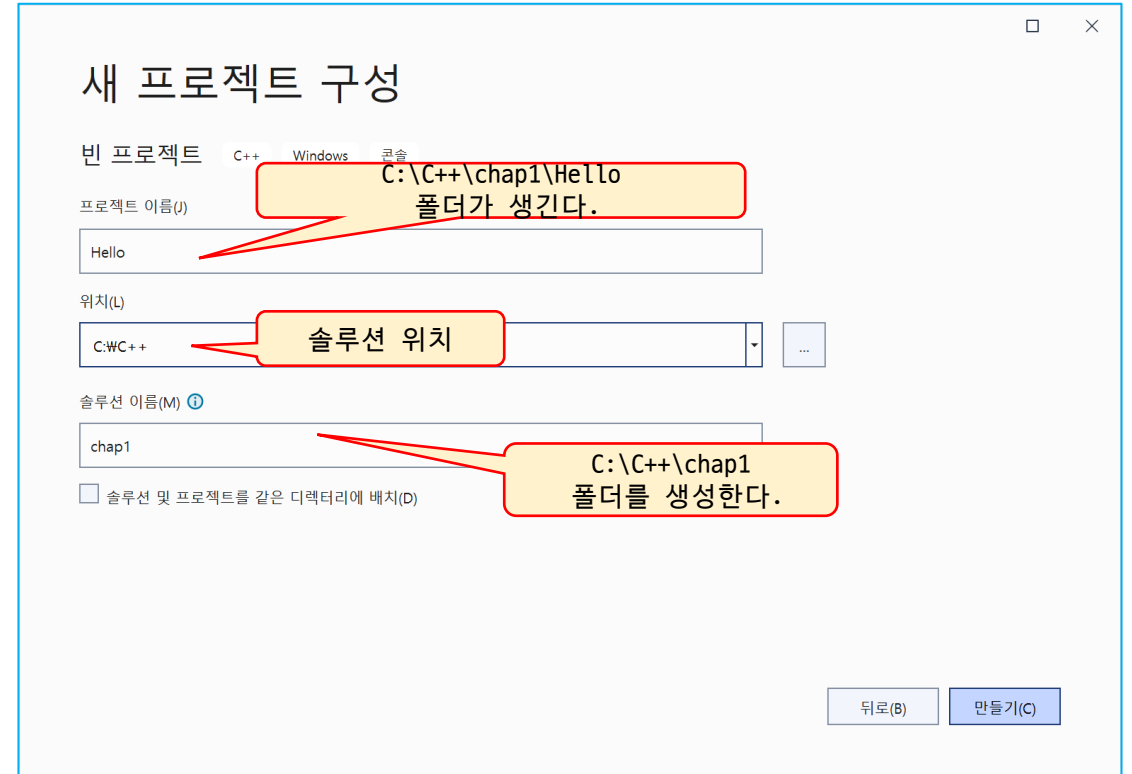 새 프로젝트 구성
빈 프로젝트 C++ Windows 콘솔
C:\C++\chap1\Hello
폴더가 생긴다.
프로젝트 이름(J)
Hello
위치(L)
C:₩C++
솔루션 위치
...
솔루션 이름(M)
chap1
C:\C++\chap1
폴더를 생성한다.
솔루션 및 프로젝트를 같은 디렉터리에 배치(D)
뒤로(B) 만들기(C)